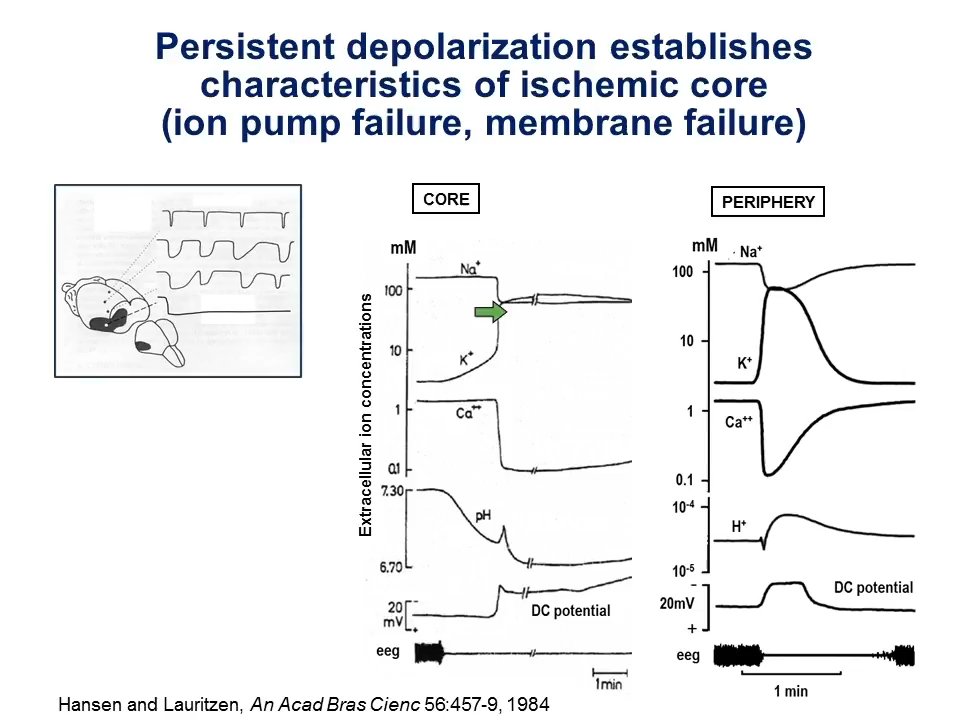 Persistent depolarization establishes
characteristics of ischemic core
(ion pump failure, membrane failure)
CORE
mM
Na⁺
100
K⁺
10
1
Ca⁺⁺
0.1
Extracellular ion concentrations
7.30
pH
6.70
20
mV
-
+
DC potential
eeg
1min
PERIPHERY
mM
Na⁺
100
10
K⁺
1
Ca⁺⁺
0.1
10⁻⁴
H⁺
10⁻⁵
-
20mV
+
DC potential
eeg
1 min
Hansen and Lauritzen, An Acad Bras Cienc 56:457-9, 1984